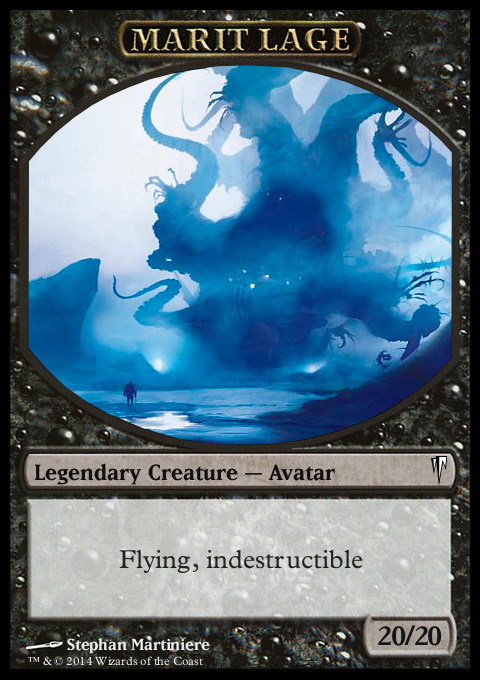 MARIT LAGE
Legendary Creature — Avatar
Flying, indestructible
20/20
Stephan Martiniere
™ & © 2014 Wizards of the Coast